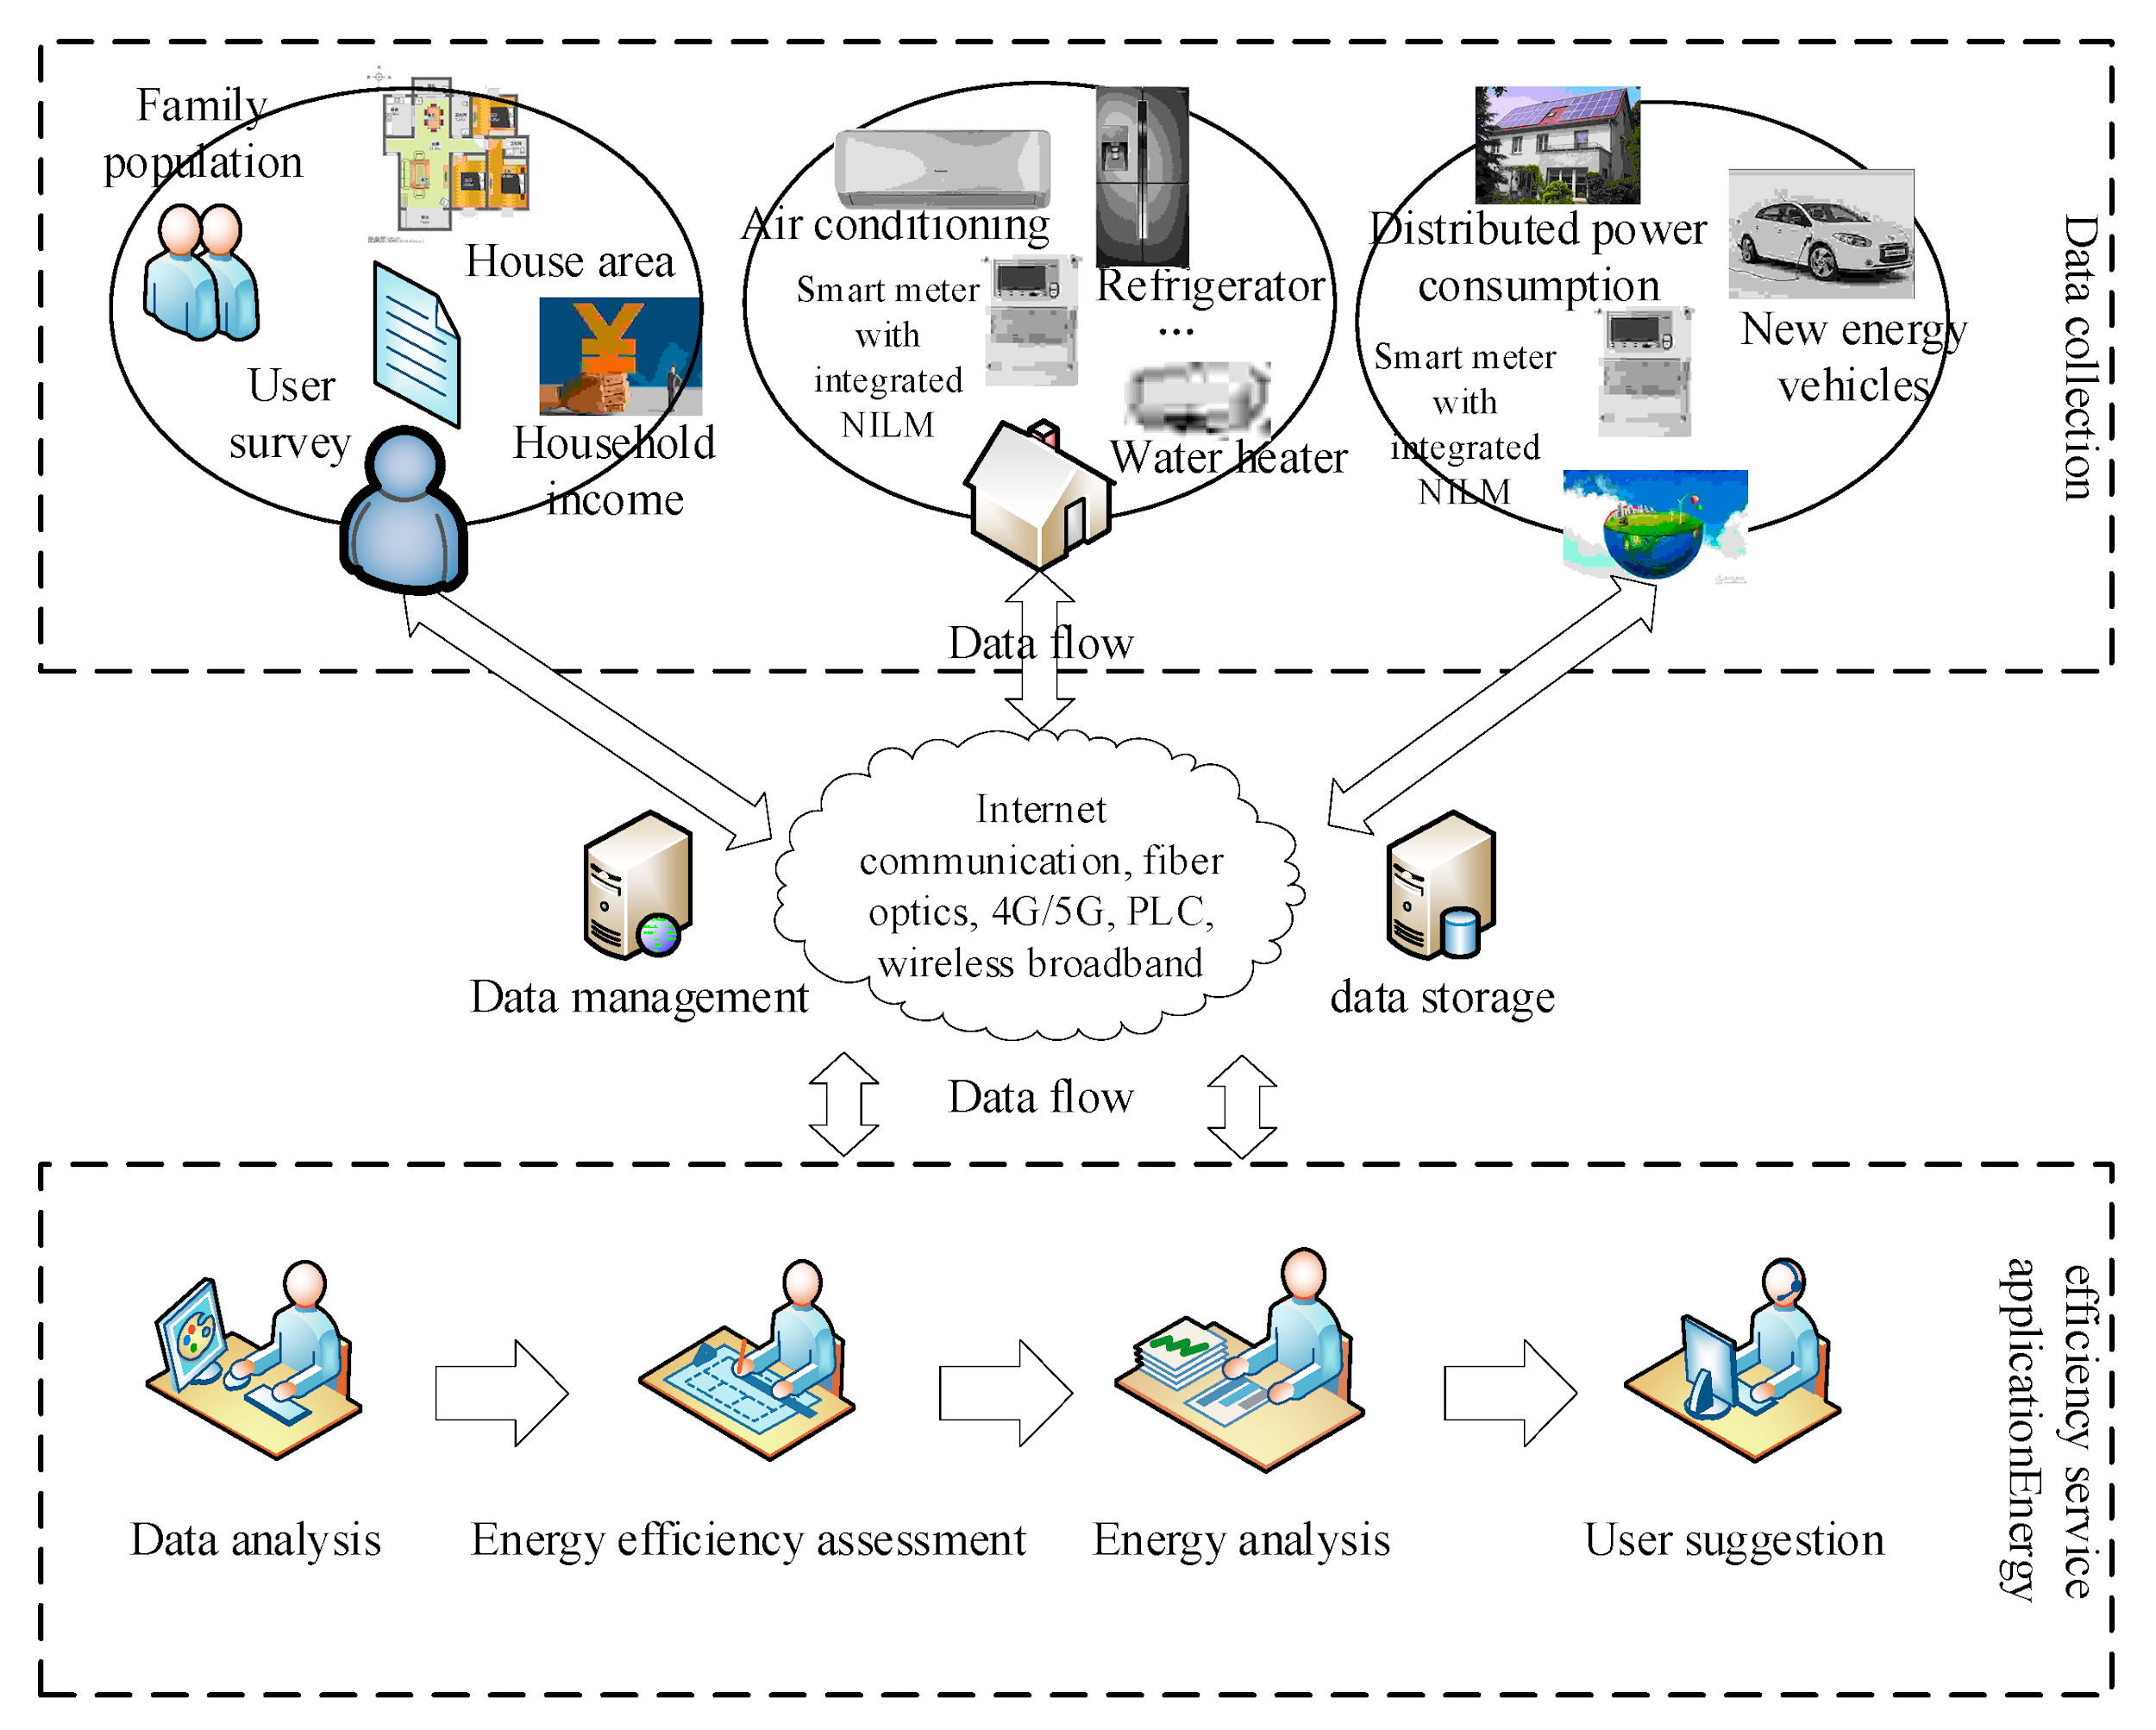 Family
population
House area
User
survey
Household
income
Air conditioning
Smart meter
with
integrated
NILM
Refrigerator
...
Water heater
Distributed power
consumption
Smart meter
with
integrated
NILM
New energy
vehicles
Data collection
Data flow
Internet
communication, fiber
optics, 4G/5G, PLC,
wireless broadband
Data management
data storage
Data flow
Data analysis
Energy efficiency assessment
Energy analysis
User suggestion
efficiency service
applicationEnergy